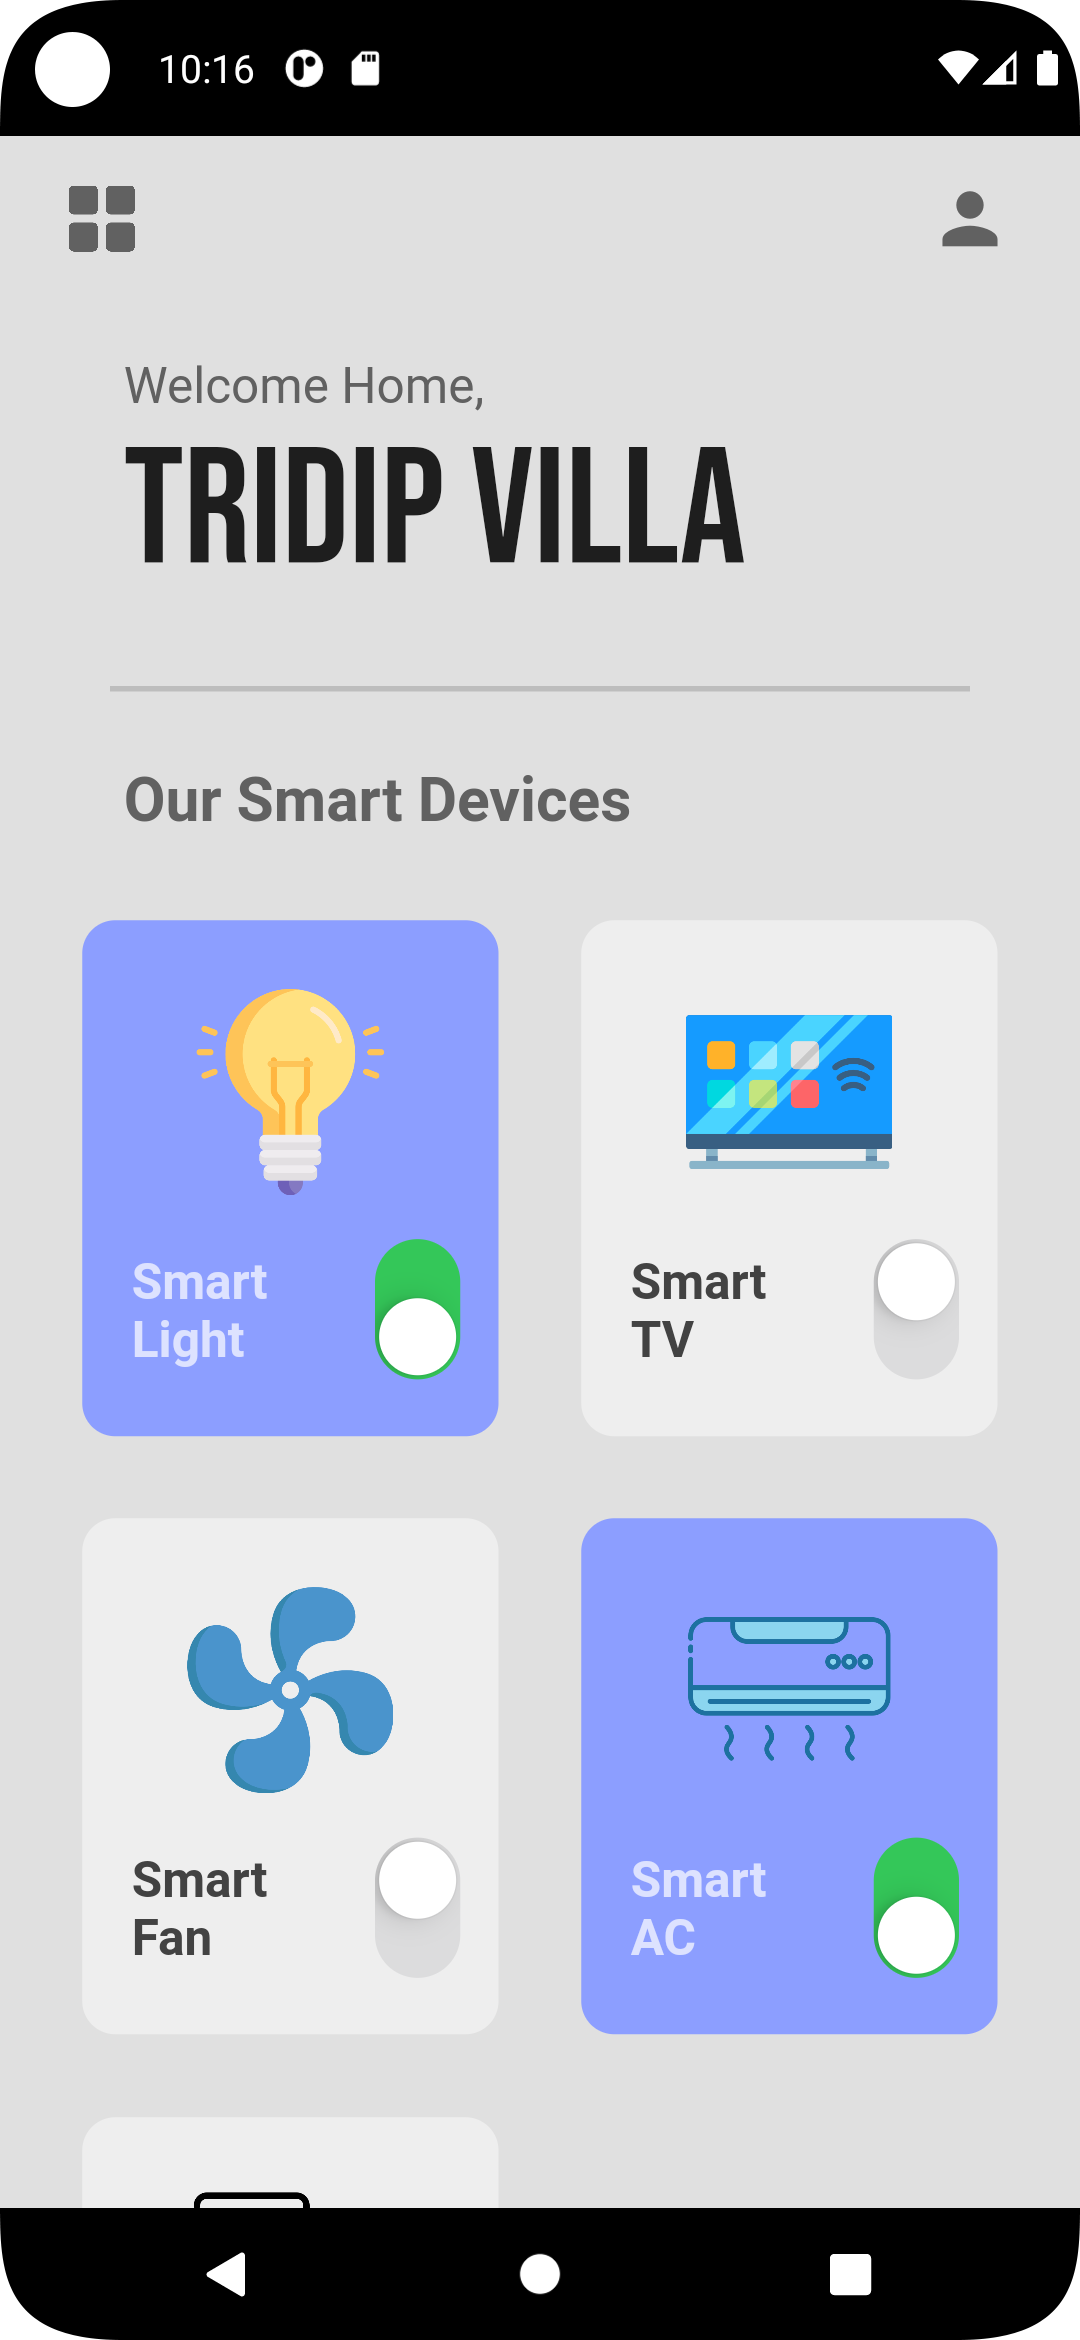 10:16
Welcome Home,
TRIDIP VILLA
Our Smart Devices
Smart
Light
Smart
TV
Smart
Fan
Smart
AC